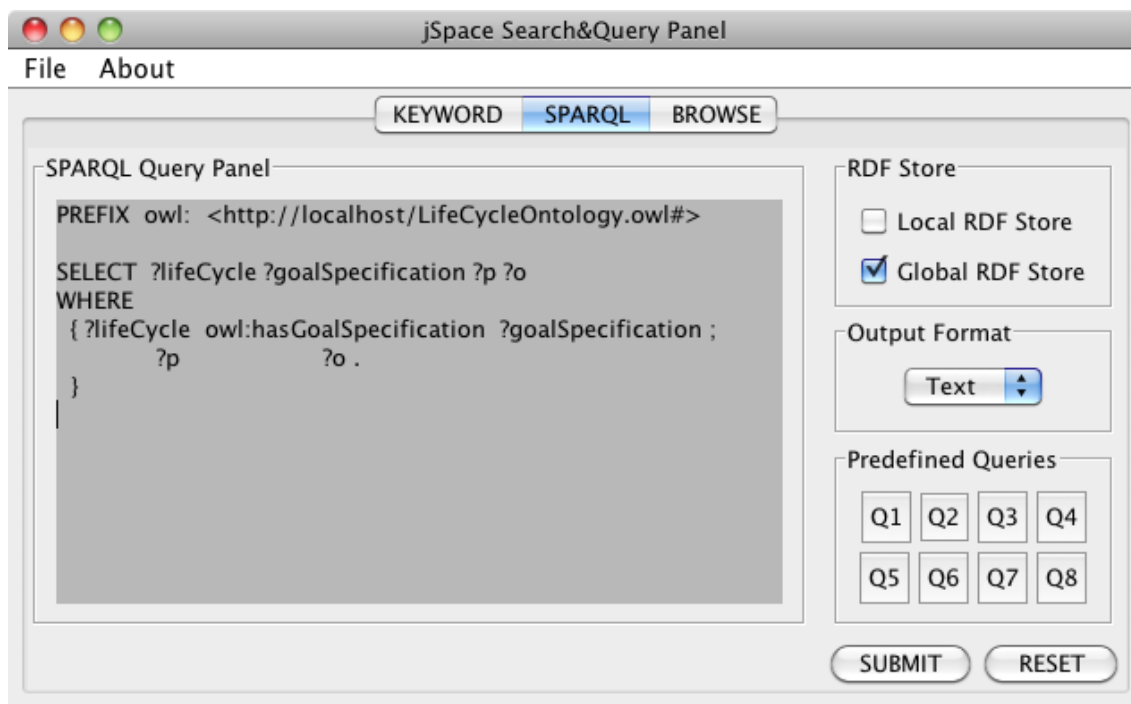 jSpace Search&Query Panel
File About
KEYWORD SPARQL BROWSE
SPARQL Query Panel
PREFIX owl: <http://localhost/LifeCycleOntology.owl#>
SELECT ?lifeCycle ?goalSpecification ?p ?o
WHERE
{ ?lifeCycle owl:hasGoalSpecification ?goalSpecification ;
?p ?o .
}
RDF Store
Local RDF Store
Global RDF Store
Output Format
Text
Predefined Queries
Q1 Q2 Q3 Q4
Q5 Q6 Q7 Q8
SUBMIT RESET